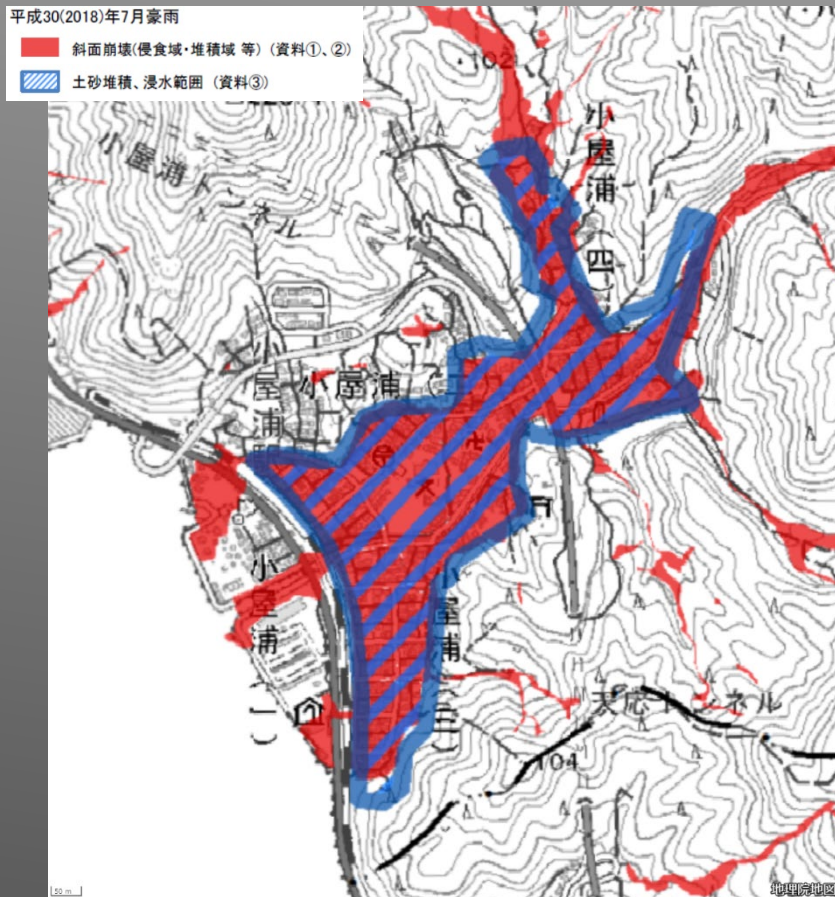 平成30(2018)年7月豪雨
斜面崩壊(侵食域・堆積域 等) (資料①、②)
土砂堆積、浸水範囲 (資料③)
102
小屋浦トンネル
小屋浦(四)
小屋浦
小屋浦(
小屋浦(一)
小屋浦(三)
天応トンネル
104
50 m
地理院地図